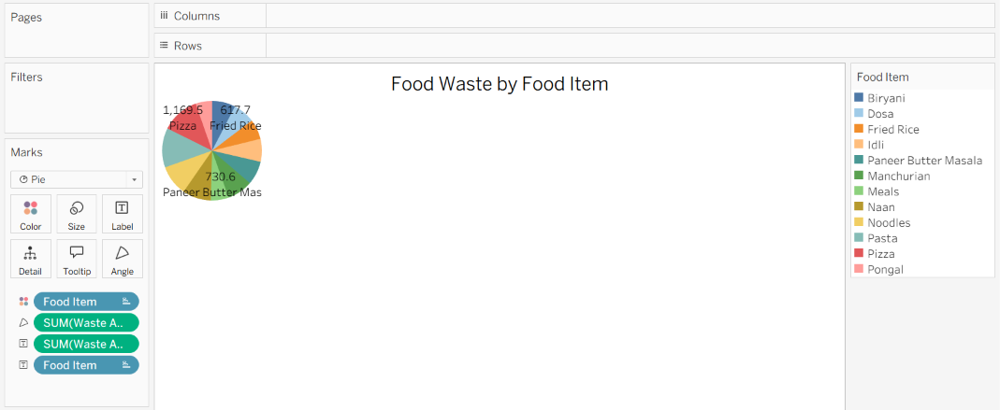 Pages
Columns
Rows
Filters
Marks
Pie
Color
Size
Label
Detail
Tooltip
Angle
Food Item
SUM(Waste A..
SUM(Waste A..
Food Item
Food Waste by Food Item
1,169.5
Pizza
617.7
Fried Rice
730.6
Paneer Butter Mas
Food Item
Biryani
Dosa
Fried Rice
Idli
Paneer Butter Masala
Manchurian
Meals
Naan
Noodles
Pasta
Pizza
Pongal